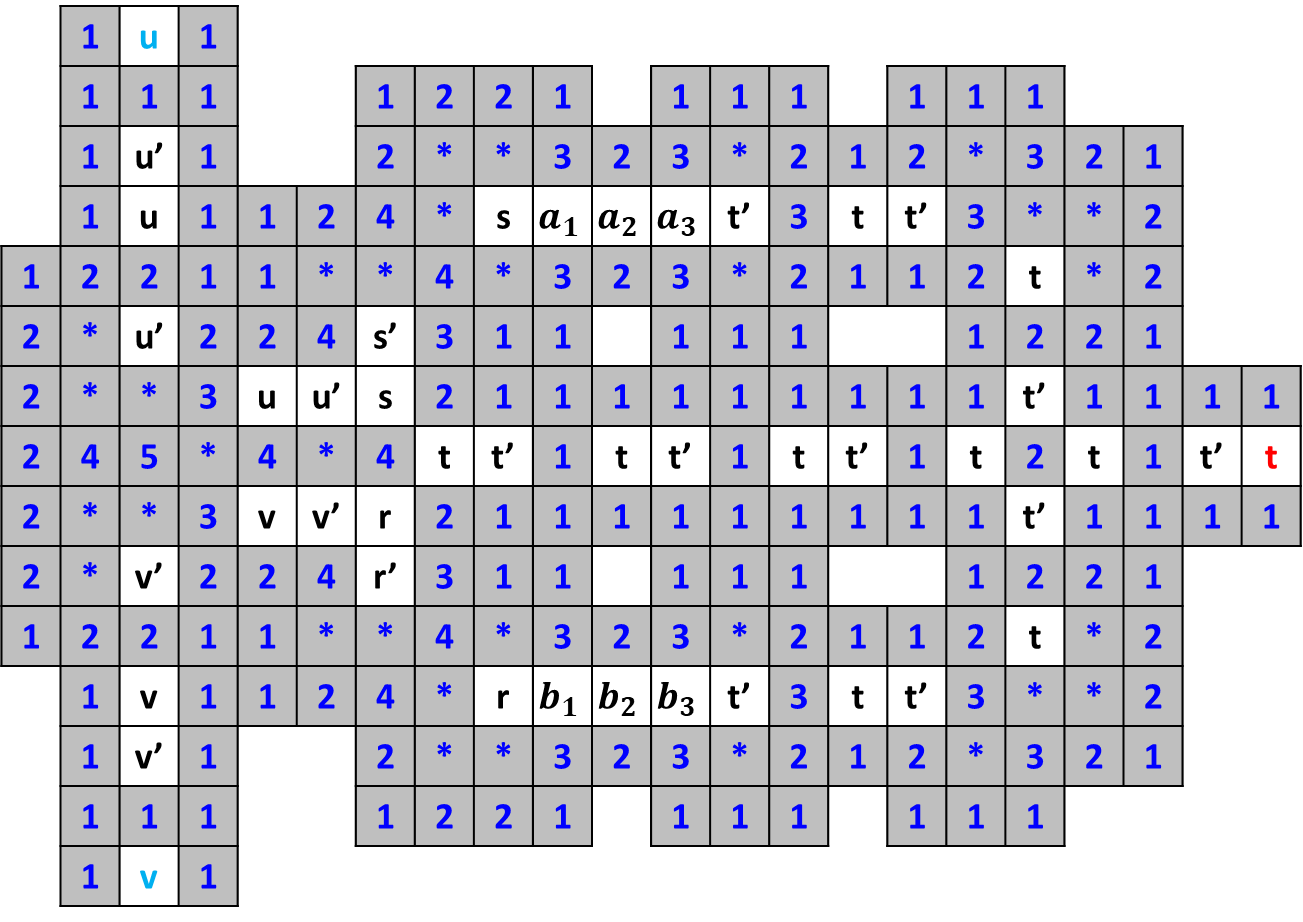 1 u 1
1 1 1 1 2 2 1 1 1 1 1 1 1
1 u’ 1 2 * * 3 2 3 * 2 1 2 * 3 2 1
1 u 1 1 2 4 * s a₁ a₂ a₃ t’ 3 t t’ 3 * * 2
1 2 2 1 1 * * 4 * 3 2 3 * 2 1 1 2 t * 2
2 * u’ 2 2 4 s’ 3 1 1 1 1 1 1 2 2 1
2 * * 3 u u’ s 2 1 1 1 1 1 1 1 1 1 t’ 1 1 1 1
2 4 5 * 4 * 4 t t’ 1 t t’ 1 t t’ 1 t 2 t 1 t’ t
2 * * 3 v v’ r 2 1 1 1 1 1 1 1 1 1 t’ 1 1 1 1
2 * v’ 2 2 4 r’ 3 1 1 1 1 1 1 2 2 1
1 2 2 1 1 * * 4 * 3 2 3 * 2 1 1 2 t * 2
1 v 1 1 2 4 * r b₁ b₂ b₃ t’ 3 t t’ 3 * * 2
1 v’ 1 2 * * 3 2 3 * 2 1 2 * 3 2 1
1 1 1 1 2 2 1 1 1 1 1 1 1
1 v 1